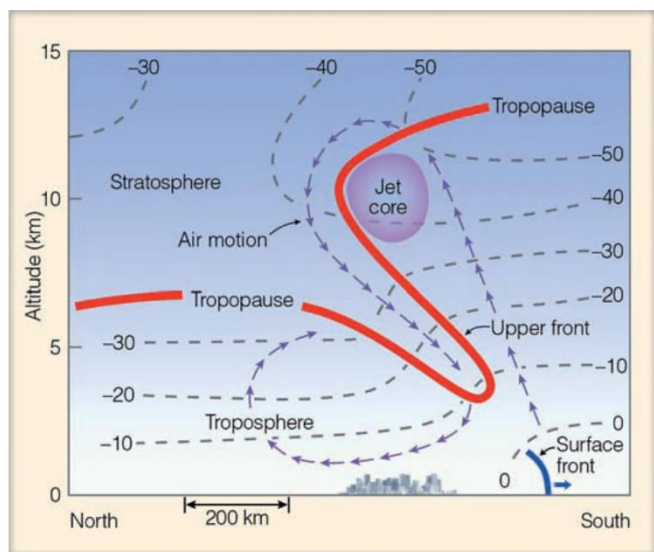 15
−30
−40
−50
Tropopause
−50
Stratosphere
10
Jet
core
−40
Air motion
−30
Altitude (km)
Tropopause
−20
Upper front
5
−30
−10
−20
Troposphere
0
−10
Surface
front
0
0
North
200 km
South